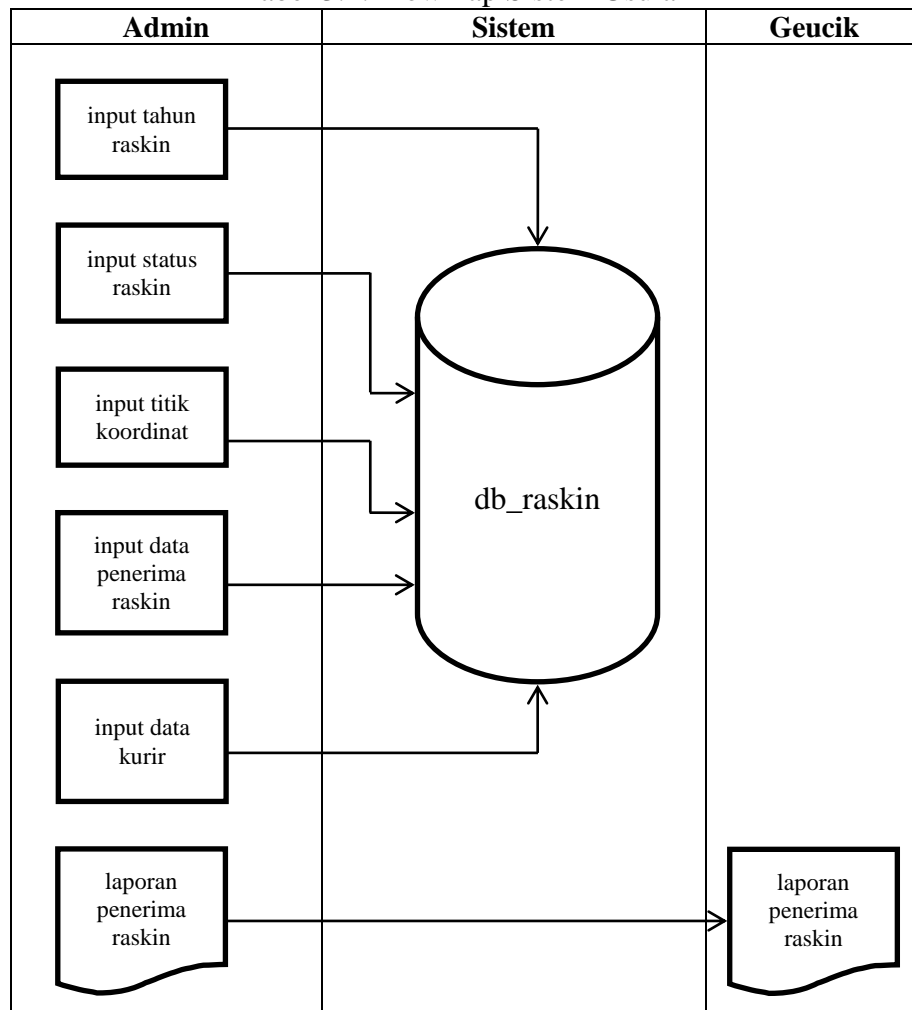 Admin
Sistem
Geucik
input tahun
raskin
input status
raskin
input titik
koordinat
db_raskin
input data
penerima
raskin
input data
kurir
laporan
penerima
raskin
laporan
penerima
raskin